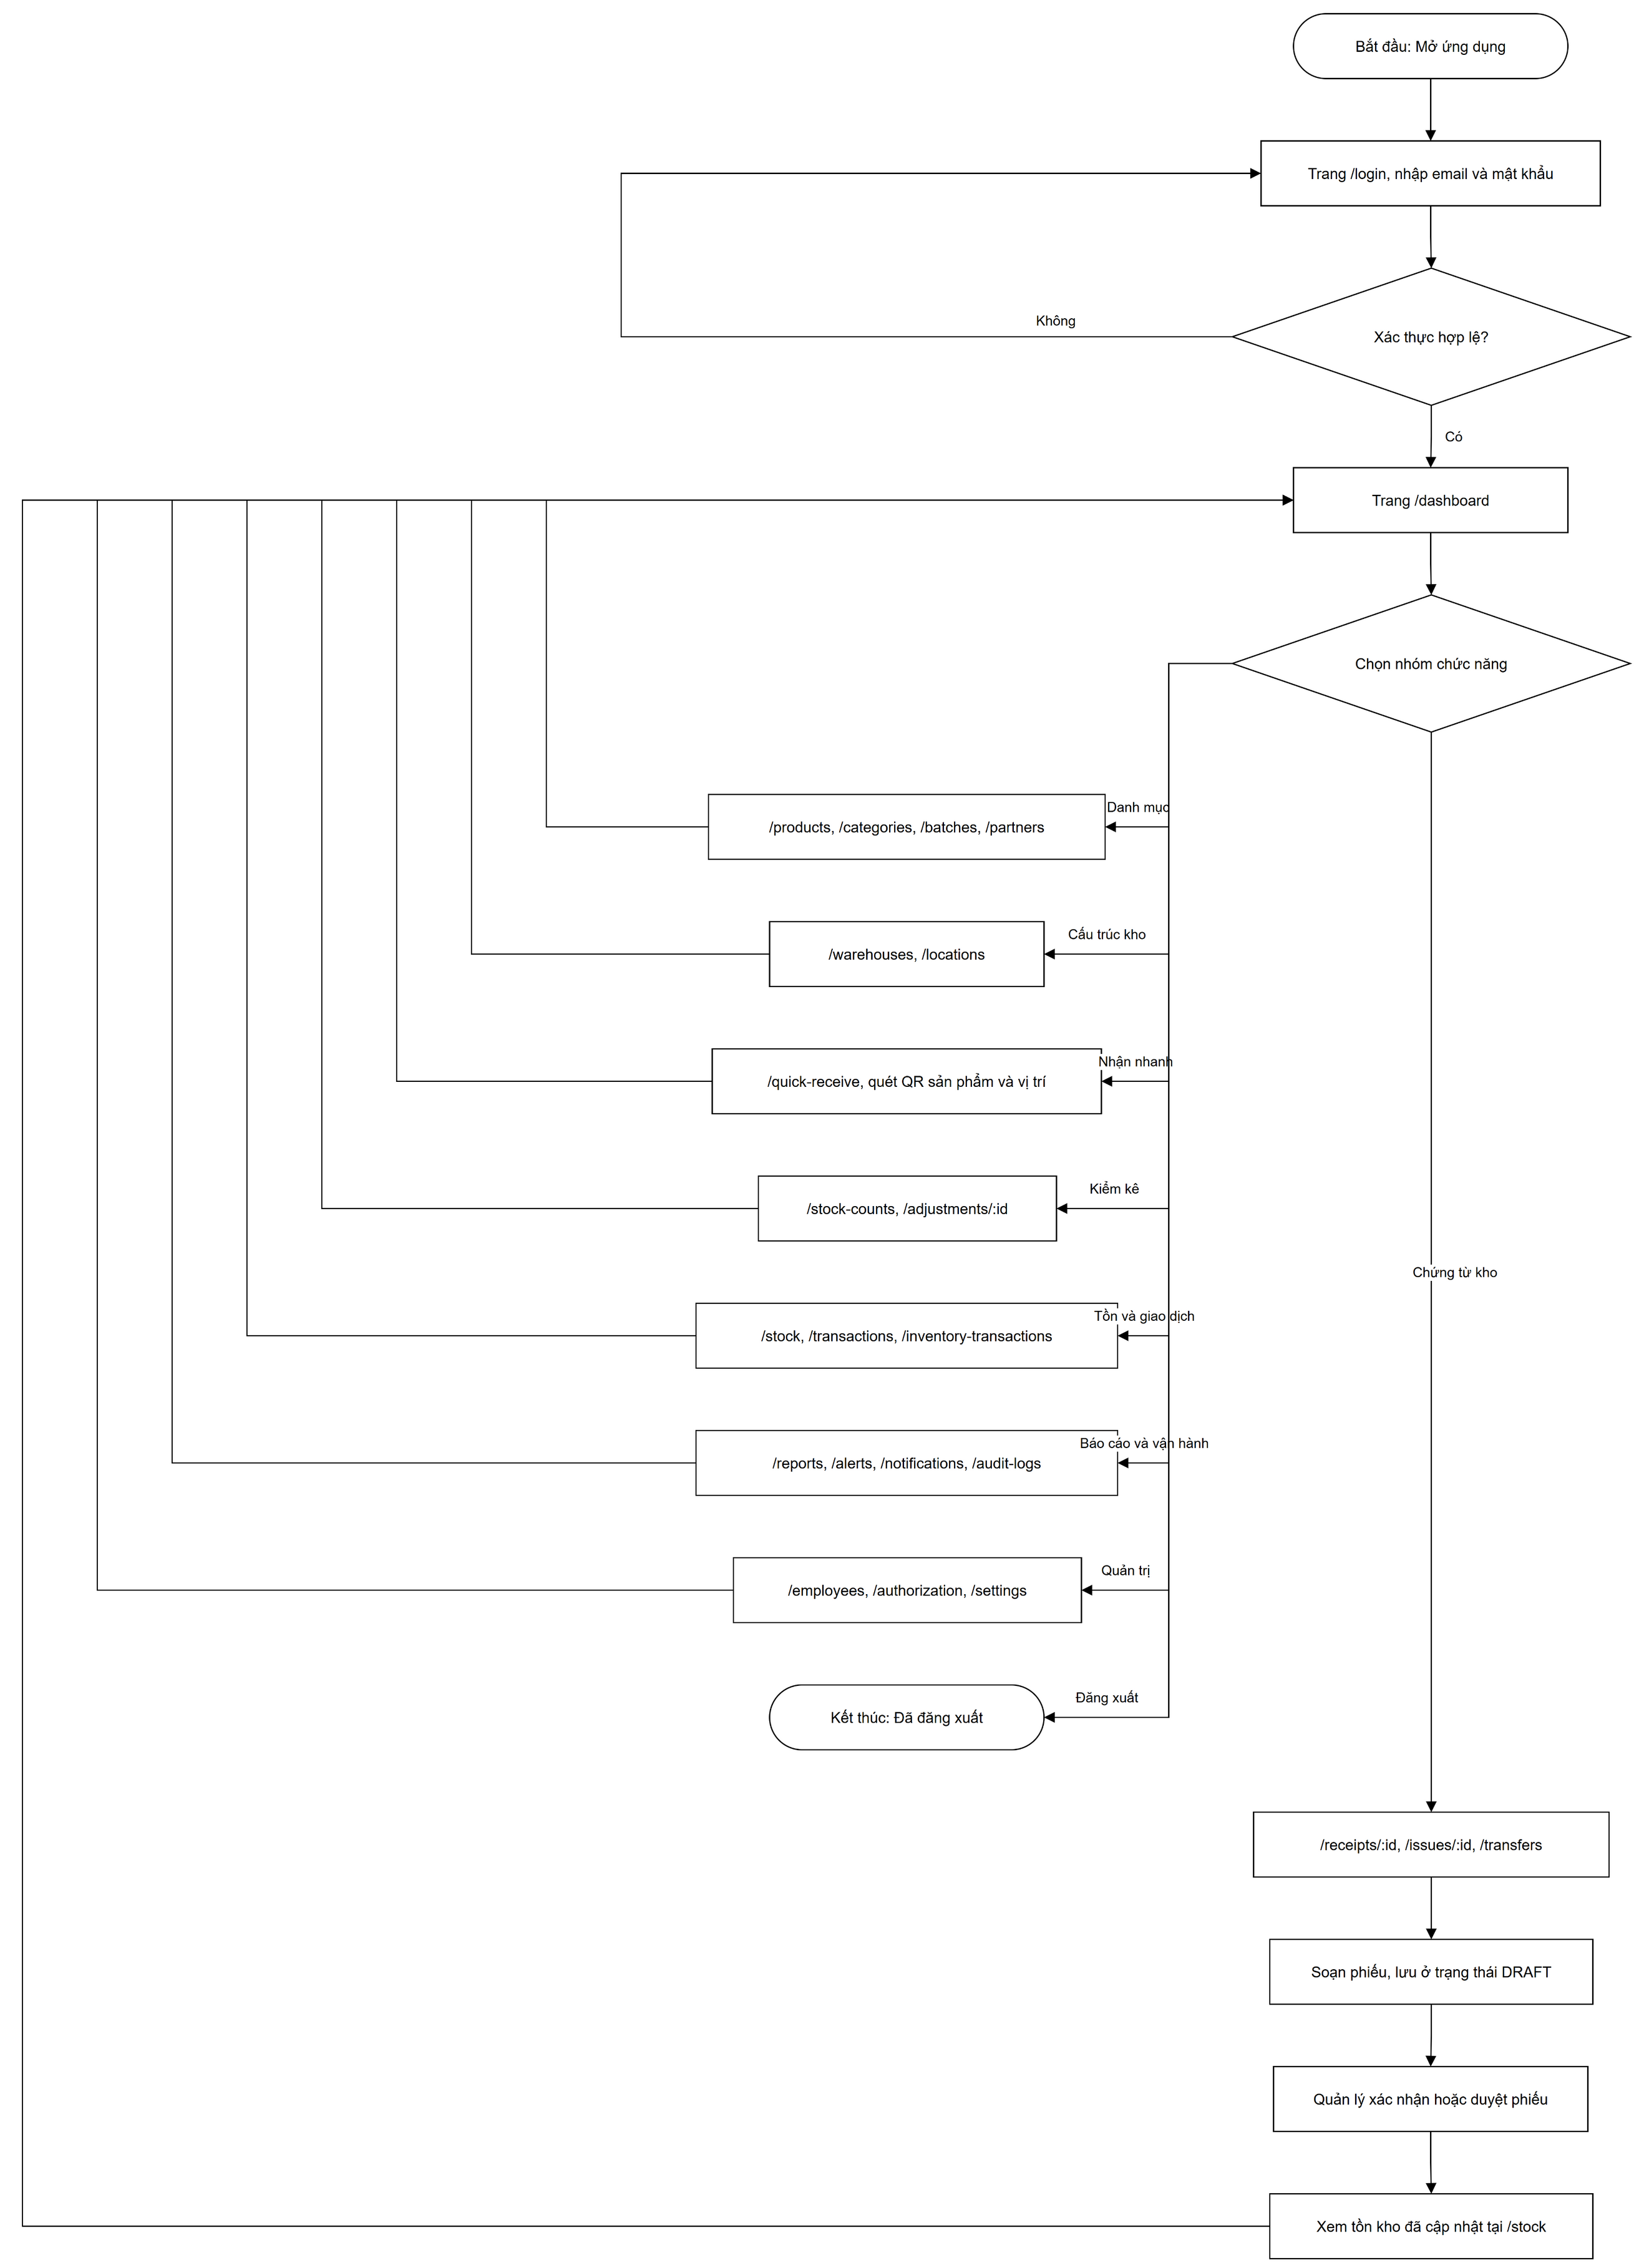 Bắt đầu: Mở ứng dụng
Trang /login, nhập email và mật khẩu
Không
Xác thực hợp lệ?
Có
Trang /dashboard
Chọn nhóm chức năng
Danh mục
/products, /categories, /batches, /partners
Cấu trúc kho
/warehouses, /locations
Nhận nhanh
/quick-receive, quét QR sản phẩm và vị trí
Kiểm kê
/stock-counts, /adjustments/:id
Chứng từ kho
Tồn và giao dịch
/stock, /transactions, /inventory-transactions
Báo cáo và vận hành
/reports, /alerts, /notifications, /audit-logs
Quản trị
/employees, /authorization, /settings
Đăng xuất
Kết thúc: Đã đăng xuất
/receipts/:id, /issues/:id, /transfers
Soạn phiếu, lưu ở trạng thái DRAFT
Quản lý xác nhận hoặc duyệt phiếu
Xem tồn kho đã cập nhật tại /stock